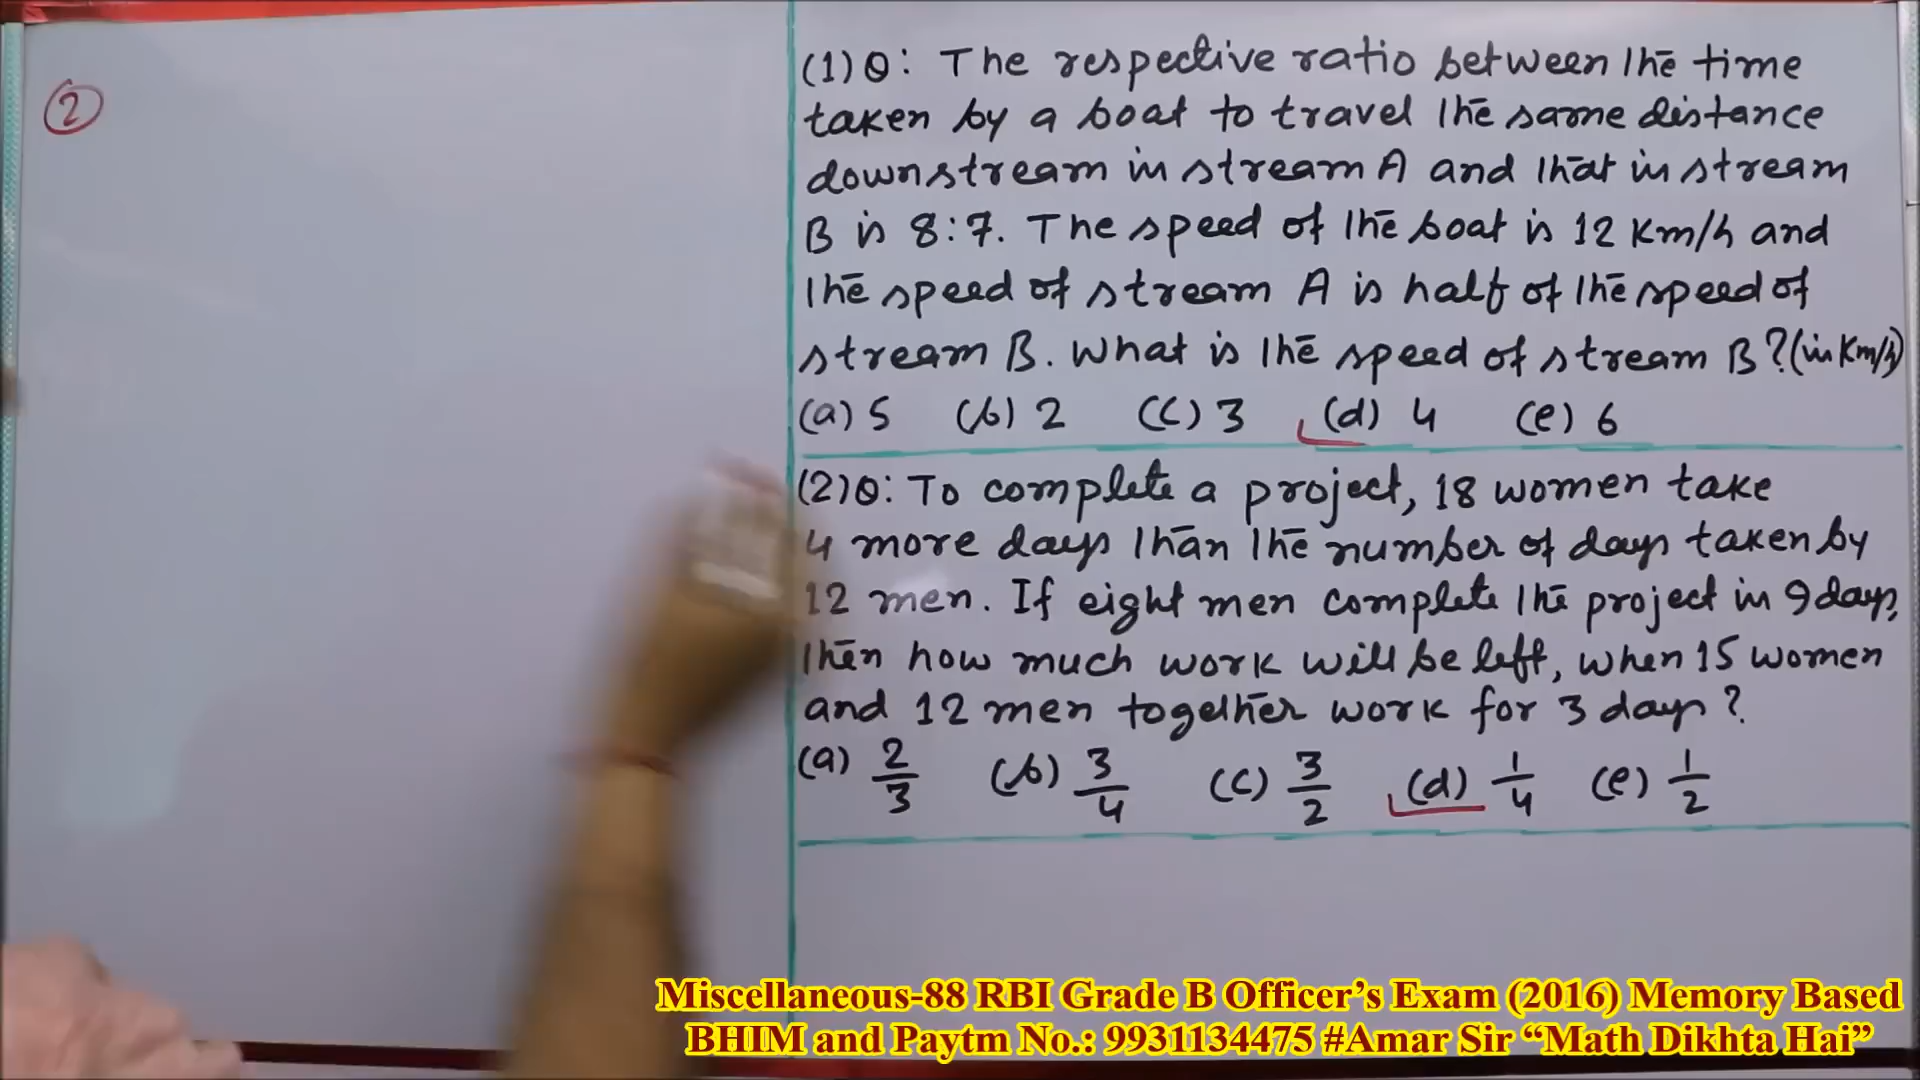 2
(1) Q: The respective ratio between the time
taken by a boat to travel the same distance
downstream in stream A and that in stream
B is 8:7. The speed of the boat is 12 Km/h and
the speed of stream A is half of the speed of
stream B. What is the speed of stream B? (in Km/h)
(a) 5 (b) 2 (c) 3 (d) 4 (e) 6
(2) Q: To complete a project, 18 women take
4 more days than the number of days taken by
12 men. If eight men complete the project in 9 days,
then how much work will be left, when 15 women
and 12 men together work for 3 days?
(a) 2/3 (b) 3/4 (c) 3/2 (d) 1/4 (e) 1/2
Miscellaneous-88 RBI Grade B Officer's Exam (2016) Memory Based
BHIM and Paytm No.: 9931134475 #Amar Sir “Math Dikhta Hai”